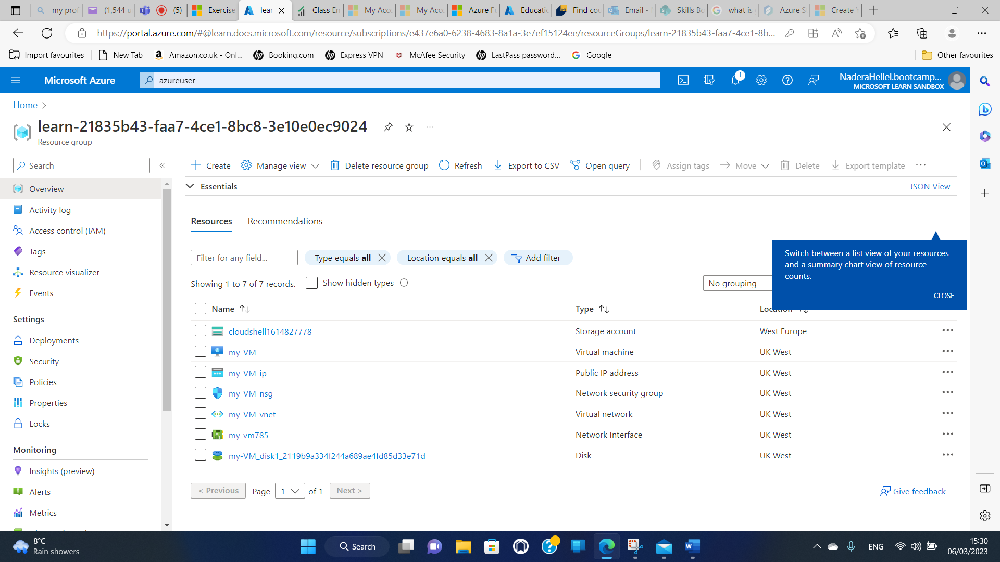 my prof
(1,544 u
(5)
Exercise
lear
Class En
My Acco
My Acco
Azure Fu
Educatio
Find cou
Email -
Skills Bo
what is
Azure St
Create Y
https://portal.azure.com/#@learn.docs.microsoft.com/resource/subscriptions/e437e6a0-6238-4683-8a1a-3e7ef15124ee/resourceGroups/learn-21835b43-faa7-4ce1-8b...
Import favourites
New Tab
Amazon.co.uk - Onl...
Booking.com
Express VPN
McAfee Security
LastPass password...
Google
Other favourites
Microsoft Azure
azureuser
1
NaderaHellel.bootcamp...
MICROSOFT LEARN SANDBOX
Home
learn-21835b43-faa7-4ce1-8bc8-3e10e0ec9024
Resource group
Search
Create
Manage view
Delete resource group
Refresh
Export to CSV
Open query
Assign tags
Move
Delete
Export template
Essentials
JSON View
Overview
Activity log
Access control (IAM)
Tags
Resource visualizer
Events
Settings
Deployments
Security
Policies
Properties
Locks
Monitoring
Insights (preview)
Alerts
Metrics
Resources
Recommendations
Filter for any field...
Type equals all
Location equals all
Add filter
Showing 1 to 7 of 7 records.
Show hidden types
No grouping
Switch between a list view of your resources
and a summary chart view of resource
counts.
CLOSE
Name
Type
Location
cloudshell1614827778
Storage account
West Europe
my-VM
Virtual machine
UK West
my-VM-ip
Public IP address
UK West
my-VM-nsg
Network security group
UK West
my-VM-vnet
Virtual network
UK West
my-vm785
Network Interface
UK West
my-VM_disk1_2119b9a334f244a689ae4fd85d33e71d
Disk
UK West
< Previous
Page
1
of 1
Next >
Give feedback
8°C
Rain showers
Search
ENG
15:30
06/03/2023